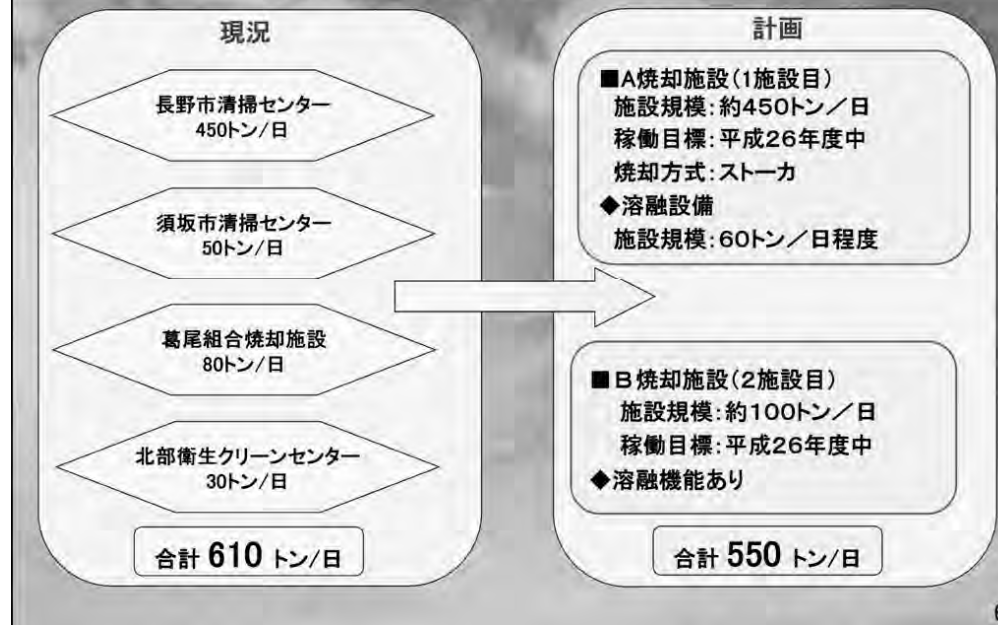 現況
長野市清掃センター
450トン/日
須坂市清掃センター
50トン/日
葛尾組合焼却施設
80トン/日
北部衛生クリーンセンター
30トン/日
合計 610 トン/日
計画
■A焼却施設(1施設目)
施設規模:約450トン/日
稼働目標:平成26年度中
焼却方式:ストーカ
◆溶融設備
施設規模:60トン/日程度
■B焼却施設(2施設目)
施設規模:約100トン/日
稼働目標:平成26年度中
◆溶融機能あり
合計 550 トン/日